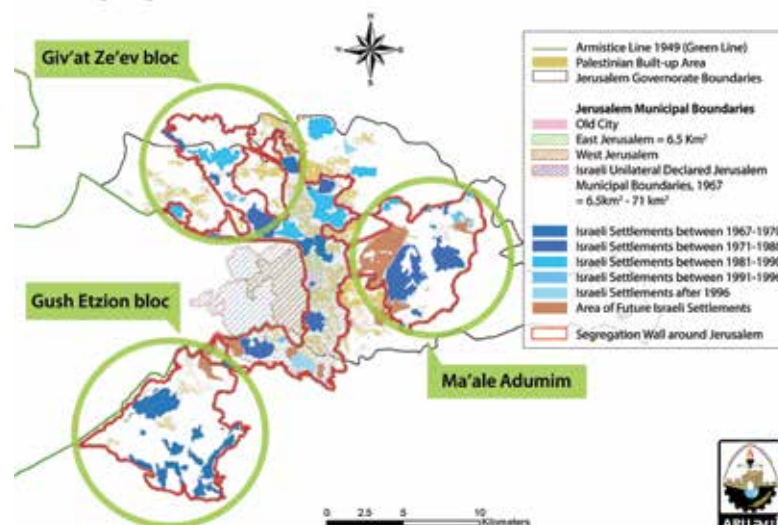 N
Giv'at Ze'ev bloc
Gush Etzion bloc
Ma'ale Adumim
Armistice Line 1949 (Green Line)
Palestinian Built-up Area
Jerusalem Governorate Boundaries
Jerusalem Municipal Boundaries
Old City
East Jerusalem = 6.5 Km²
West Jerusalem
Israeli Unilateral Declared Jerusalem
Municipal Boundaries, 1967
= 6.5km² - 71 km²
Israeli Settlements between 1967-1970
Israeli Settlements between 1971-1980
Israeli Settlements between 1981-1990
Israeli Settlements between 1991-1996
Israeli Settlements after 1996
Area of Future Israeli Settlements
Segregation Wall around Jerusalem
0 2.5 5 10
Kilometers